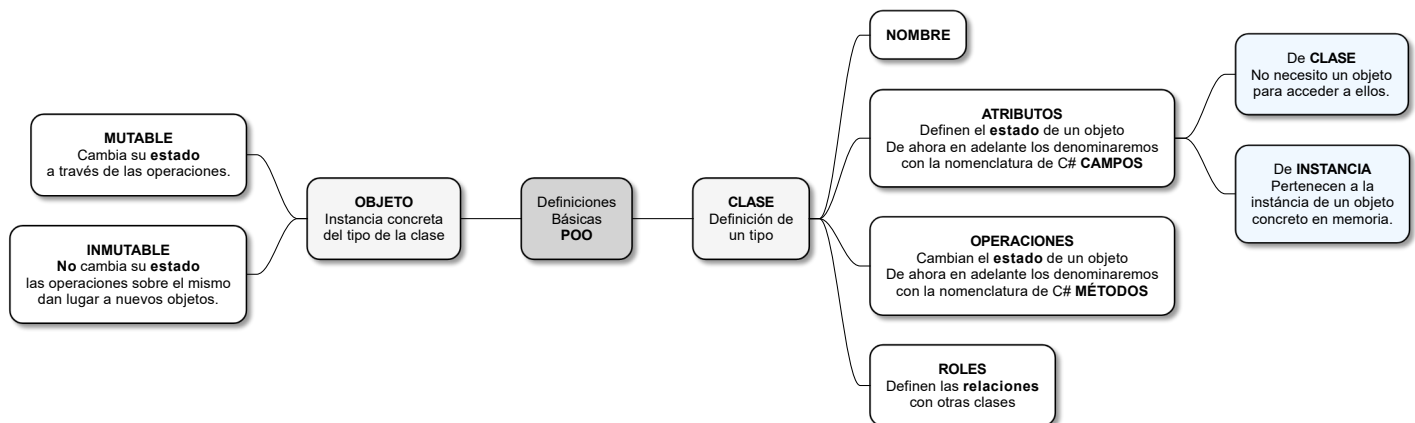 MUTABLE
Cambia su estado
a través de las operaciones.
INMUTABLE
No cambia su estado
las operaciones sobre el mismo
dan lugar a nuevos objetos.
OBJETO
Instancia concreta
del tipo de la clase
Definiciones
Básicas
POO
CLASE
Definición de
un tipo
NOMBRE
ATRIBUTOS
Definen el estado de un objeto
De ahora en adelante los denominaremos
con la nomenclatura de C# CAMPOS
De CLASE
No necesito un objeto
para acceder a ellos.
De INSTANCIA
Pertenecen a la
instáncia de un objeto
concreto en memoria.
OPERACIONES
Cambian el estado de un objeto
De ahora en adelante los denominaremos
con la nomenclatura de C# MÉTODOS
ROLES
Definen las relaciones
con otras clases